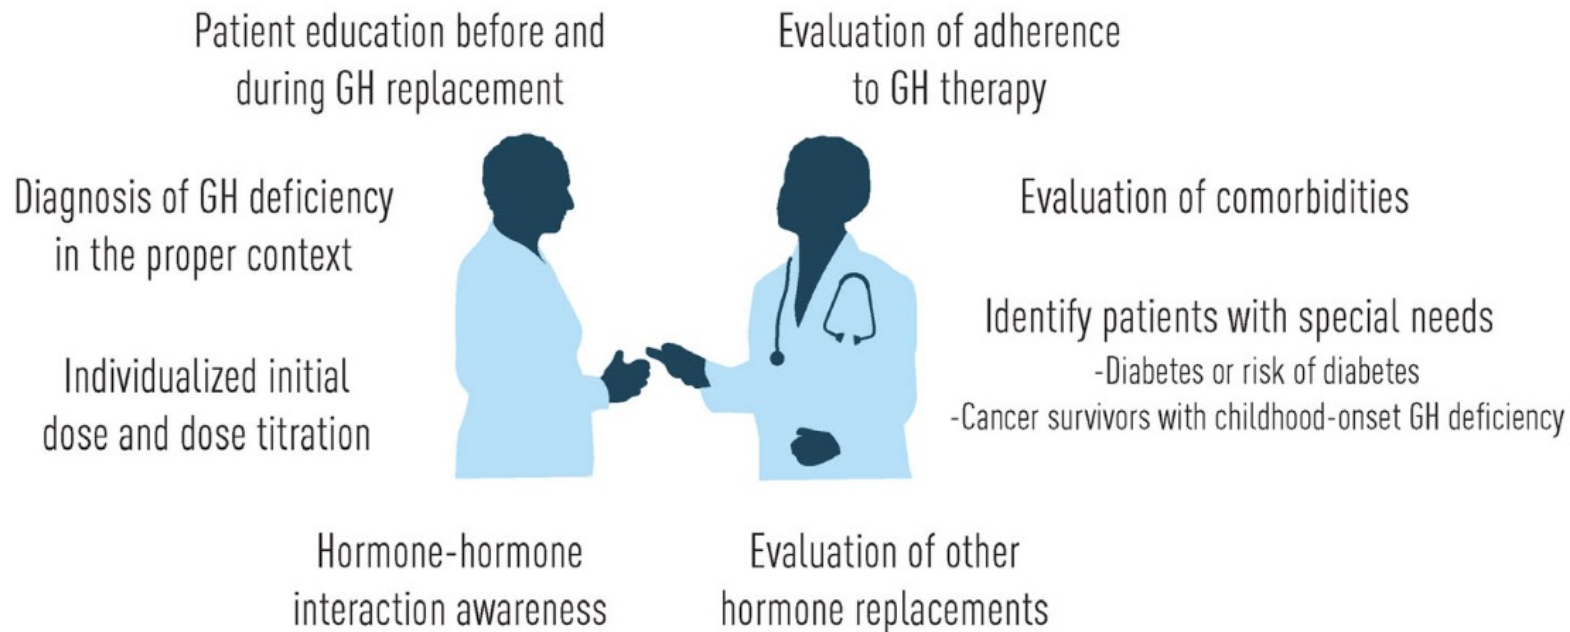 Patient education before and
during GH replacement
Evaluation of adherence
to GH therapy
Diagnosis of GH deficiency
in the proper context
Evaluation of comorbidities
Individualized initial
dose and dose titration
Identify patients with special needs
-Diabetes or risk of diabetes
-Cancer survivors with childhood-onset GH deficiency
Hormone-hormone
interaction awareness
Evaluation of other
hormone replacements